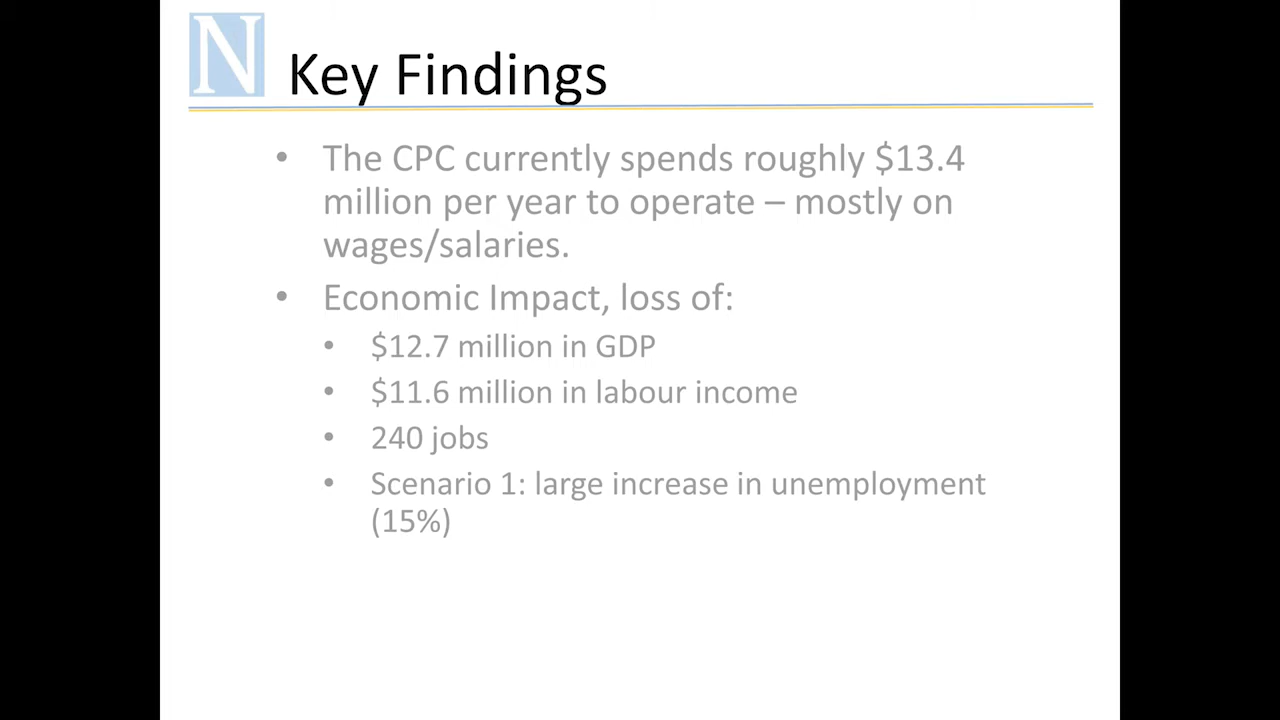 N
Key Findings
• The CPC currently spends roughly $13.4
million per year to operate – mostly on
wages/salaries.
• Economic Impact, loss of:
• $12.7 million in GDP
• $11.6 million in labour income
• 240 jobs
• Scenario 1: large increase in unemployment
(15%)